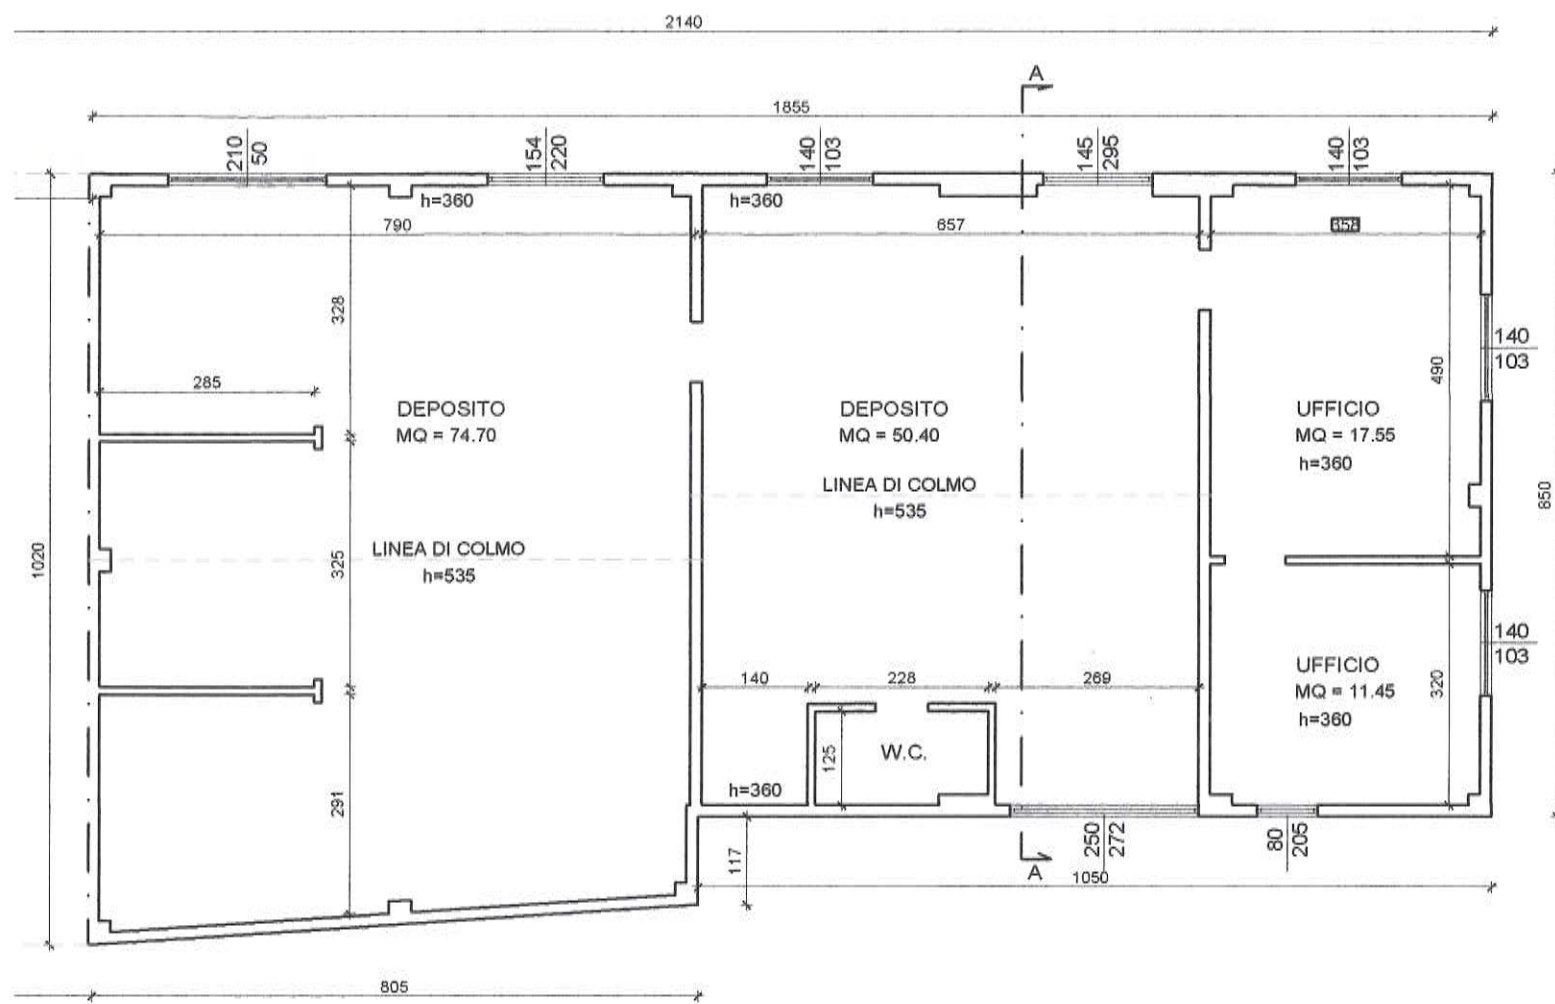 2140
A
1855
210
50
154
220
140
103
145
295
140
103
h=360
h=360
790
657
358
328
140
103
490
285
DEPOSITO
MQ = 74.70
DEPOSITO
MQ = 50.40
UFFICIO
MQ = 17.55
h=360
LINEA DI COLMO
h=535
850
1020
LINEA DI COLMO
h=535
325
140
103
UFFICIO
MQ = 11.45
h=360
320
140
228
269
125
W.C.
h=360
291
117
250
272
80
205
A
1050
805